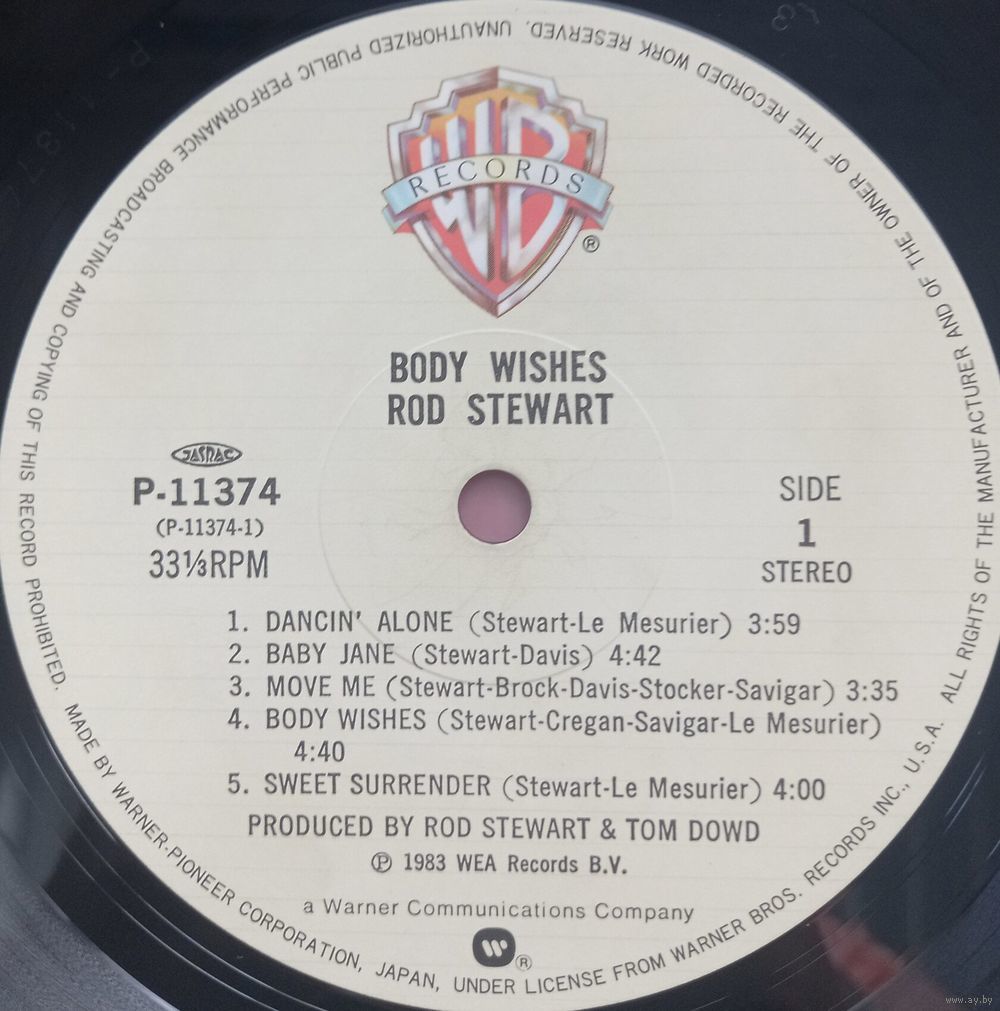 WB
RECORDS
®
BODY WISHES
ROD STEWART
JASRAC
P-11374
(P-11374-1)
33⅓RPM
SIDE
1
STEREO
1. DANCIN' ALONE (Stewart-Le Mesurier) 3:59
2. BABY JANE (Stewart-Davis) 4:42
3. MOVE ME (Stewart-Brock-Davis-Stocker-Savigar) 3:35
4. BODY WISHES (Stewart-Cregan-Savigar-Le Mesurier)
4:40
5. SWEET SURRENDER (Stewart-Le Mesurier) 4:00
PRODUCED BY ROD STEWART & TOM DOWD
℗ 1983 WEA Records B.V.
a Warner Communications Company
W ®
MADE BY WARNER-PIONEER CORPORATION, JAPAN, UNDER LICENSE FROM WARNER BROS. RECORDS INC., U.S.A. ALL RIGHTS OF THE MANUFACTURER AND OF THE OWNER OF THE RECORDED WORK RESERVED. UNAUTHORIZED PUBLIC PERFORMANCE BROADCASTING AND COPYING OF THIS RECORD PROHIBITED.
www.ay.by